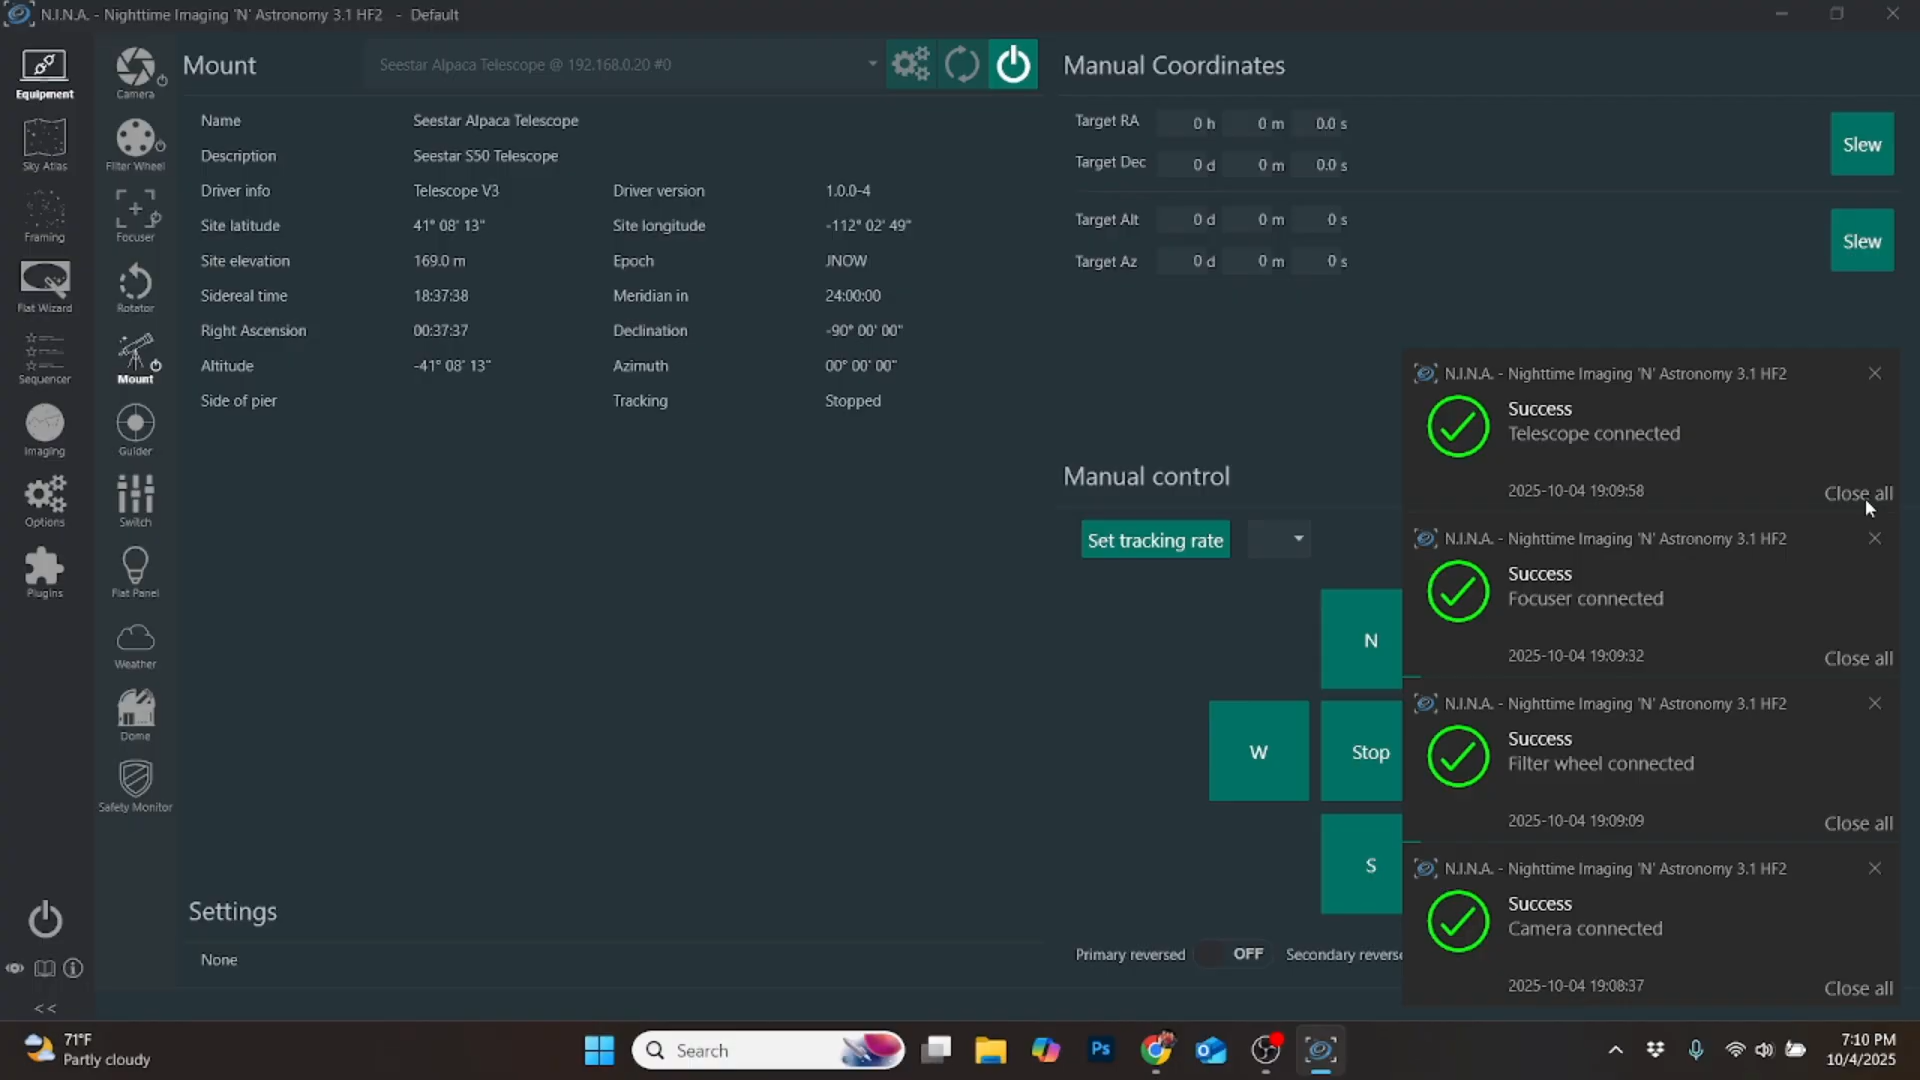 N.I.N.A. - Nighttime Imaging 'N' Astronomy 3.1 HF2 - Default
Equipment
Sky Atlas
Framing
Flat Wizard
Sequencer
Imaging
Options
Plugins
<<
Camera
Filter Wheel
Focuser
Rotator
Mount
Guider
Switch
Flat Panel
Weather
Dome
Safety Monitor
Mount
Seestar Alpaca Telescope @ 192.168.0.20 #0
Name Seestar Alpaca Telescope
Description Seestar S50 Telescope
Driver info Telescope V3 Driver version 1.0.0-4
Site latitude 41° 08' 13" Site longitude -112° 02' 49"
Site elevation 169.0 m Epoch JNOW
Sidereal time 18:37:38 Meridian in 24:00:00
Right Ascension 00:37:37 Declination -90° 00' 00"
Altitude -41° 08' 13" Azimuth 00° 00' 00"
Side of pier Tracking Stopped
Settings
None
Manual Coordinates
Target RA 0 h 0 m 0.0 s
Target Dec 0 d 0 m 0.0 s
Slew
Target Alt 0 d 0 m 0 s
Target Az 0 d 0 m 0 s
Slew
Manual control
Set tracking rate
N
W Stop
S
Primary reversed OFF Secondary reverse
N.I.N.A. - Nighttime Imaging 'N' Astronomy 3.1 HF2
Success
Telescope connected
2025-10-04 19:09:58 Close all
N.I.N.A. - Nighttime Imaging 'N' Astronomy 3.1 HF2
Success
Focuser connected
2025-10-04 19:09:32 Close all
N.I.N.A. - Nighttime Imaging 'N' Astronomy 3.1 HF2
Success
Filter wheel connected
2025-10-04 19:09:09 Close all
N.I.N.A. - Nighttime Imaging 'N' Astronomy 3.1 HF2
Success
Camera connected
2025-10-04 19:08:37 Close all
71°F
Partly cloudy
Search
Ps
7:10 PM
10/4/2025